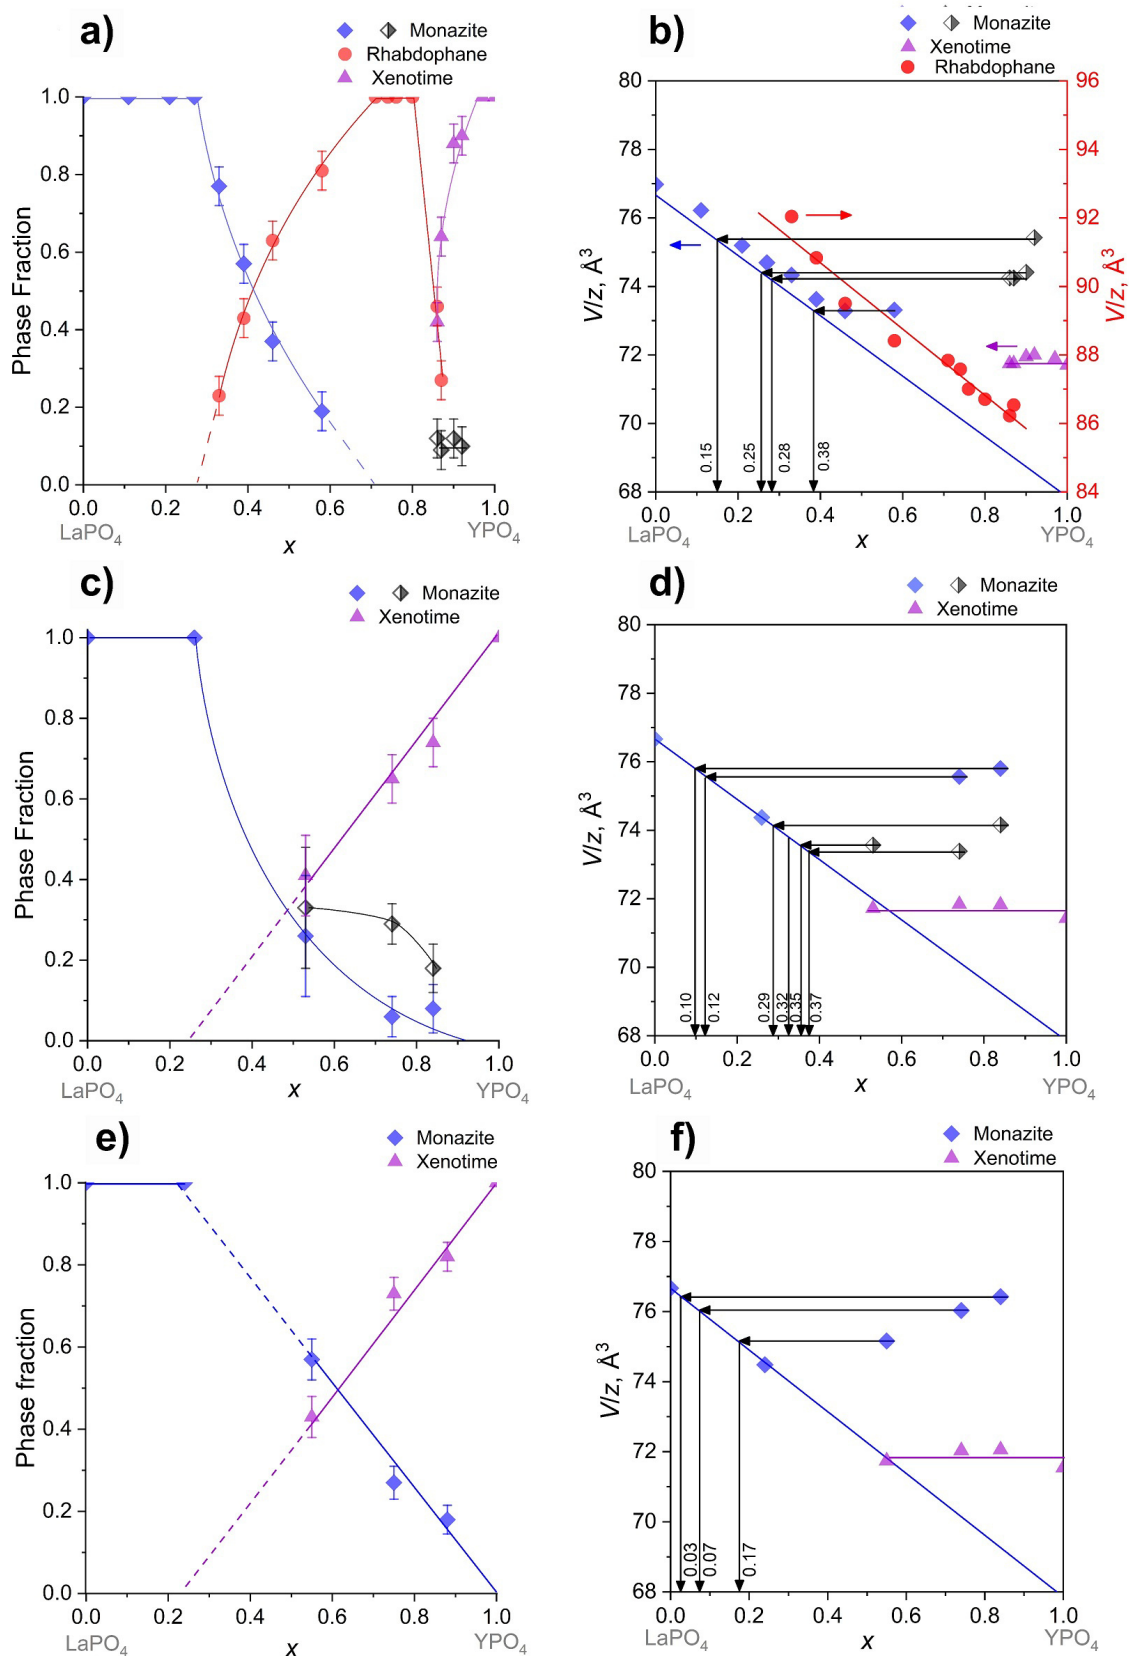 a)
Monazite
Rhabdophane
Xenotime
1.0
0.8
0.6
0.4
0.2
0.0
Phase Fraction
0.0 0.2 0.4 0.6 0.8 1.0
LaPO4 x YPO4
b)
Monazite
Xenotime
Rhabdophane
80
78
76
74
72
70
68
V/z, Å3
96
94
92
90
88
86
84
V/z, Å3
0.15
0.25
0.28
0.38
0.0 0.2 0.4 0.6 0.8 1.0
LaPO4 x YPO4
c)
Monazite
Xenotime
1.0
0.8
0.6
0.4
0.2
0.0
Phase Fraction
0.0 0.2 0.4 0.6 0.8 1.0
LaPO4 x YPO4
d)
Monazite
Xenotime
80
78
76
74
72
70
68
V/z, Å3
0.10
0.12
0.29
0.32
0.35
0.37
0.0 0.2 0.4 0.6 0.8 1.0
LaPO4 x YPO4
e)
Monazite
Xenotime
1.0
0.8
0.6
0.4
0.2
0.0
Phase fraction
0.0 0.2 0.4 0.6 0.8 1.0
LaPO4 x YPO4
f)
Monazite
Xenotime
80
78
76
74
72
70
68
V/z, Å3
0.03
0.07
0.17
0.0 0.2 0.4 0.6 0.8 1.0
LaPO4 x YPO4